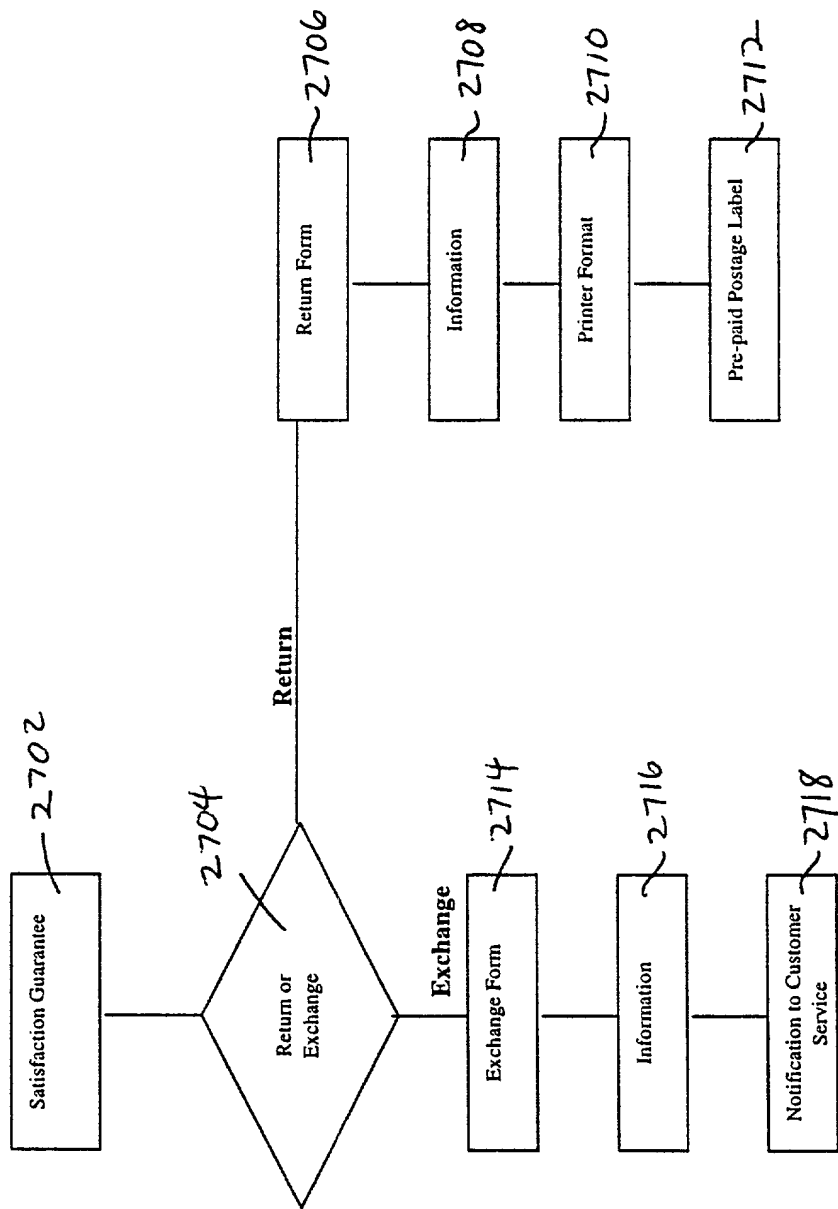 Satisfaction Guarantee
2702
Return or
Exchange
2704
Return
Return Form
2706
Information
2708
Printer Format
2710
Pre-paid Postage Label
2712
Exchange
Exchange Form
2714
Information
2716
Notification to Customer
Service
2718